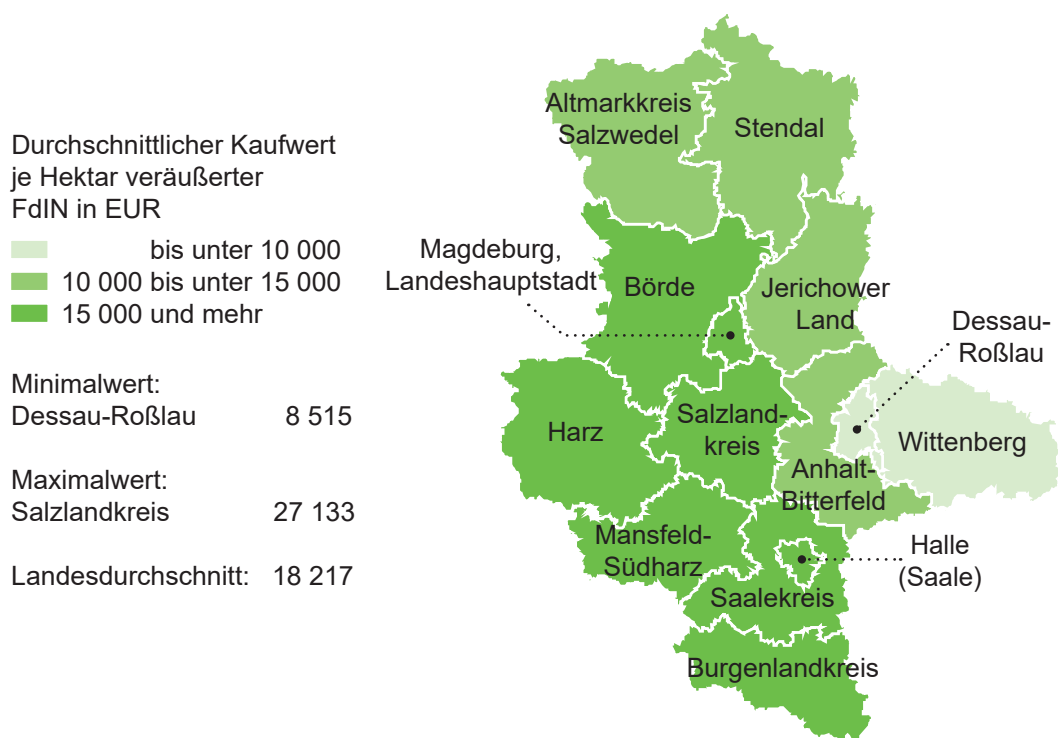 Durchschnittlicher Kaufwert
je Hektar veräußerter
FdlN in EUR
bis unter 10 000
10 000 bis unter 15 000
15 000 und mehr
Minimalwert:
Dessau-Roßlau 8 515
Maximalwert:
Salzlandkreis 27 133
Landesdurchschnitt: 18 217
Altmarkkreis
Salzwedel
Stendal
Magdeburg,
Landeshauptstadt
Börde
Jerichower
Land
Dessau-
Roßlau
Harz
Salzland-
kreis
Wittenberg
Anhalt-
Bitterfeld
Mansfeld-
Südharz
Halle
(Saale)
Saalekreis
Burgenlandkreis